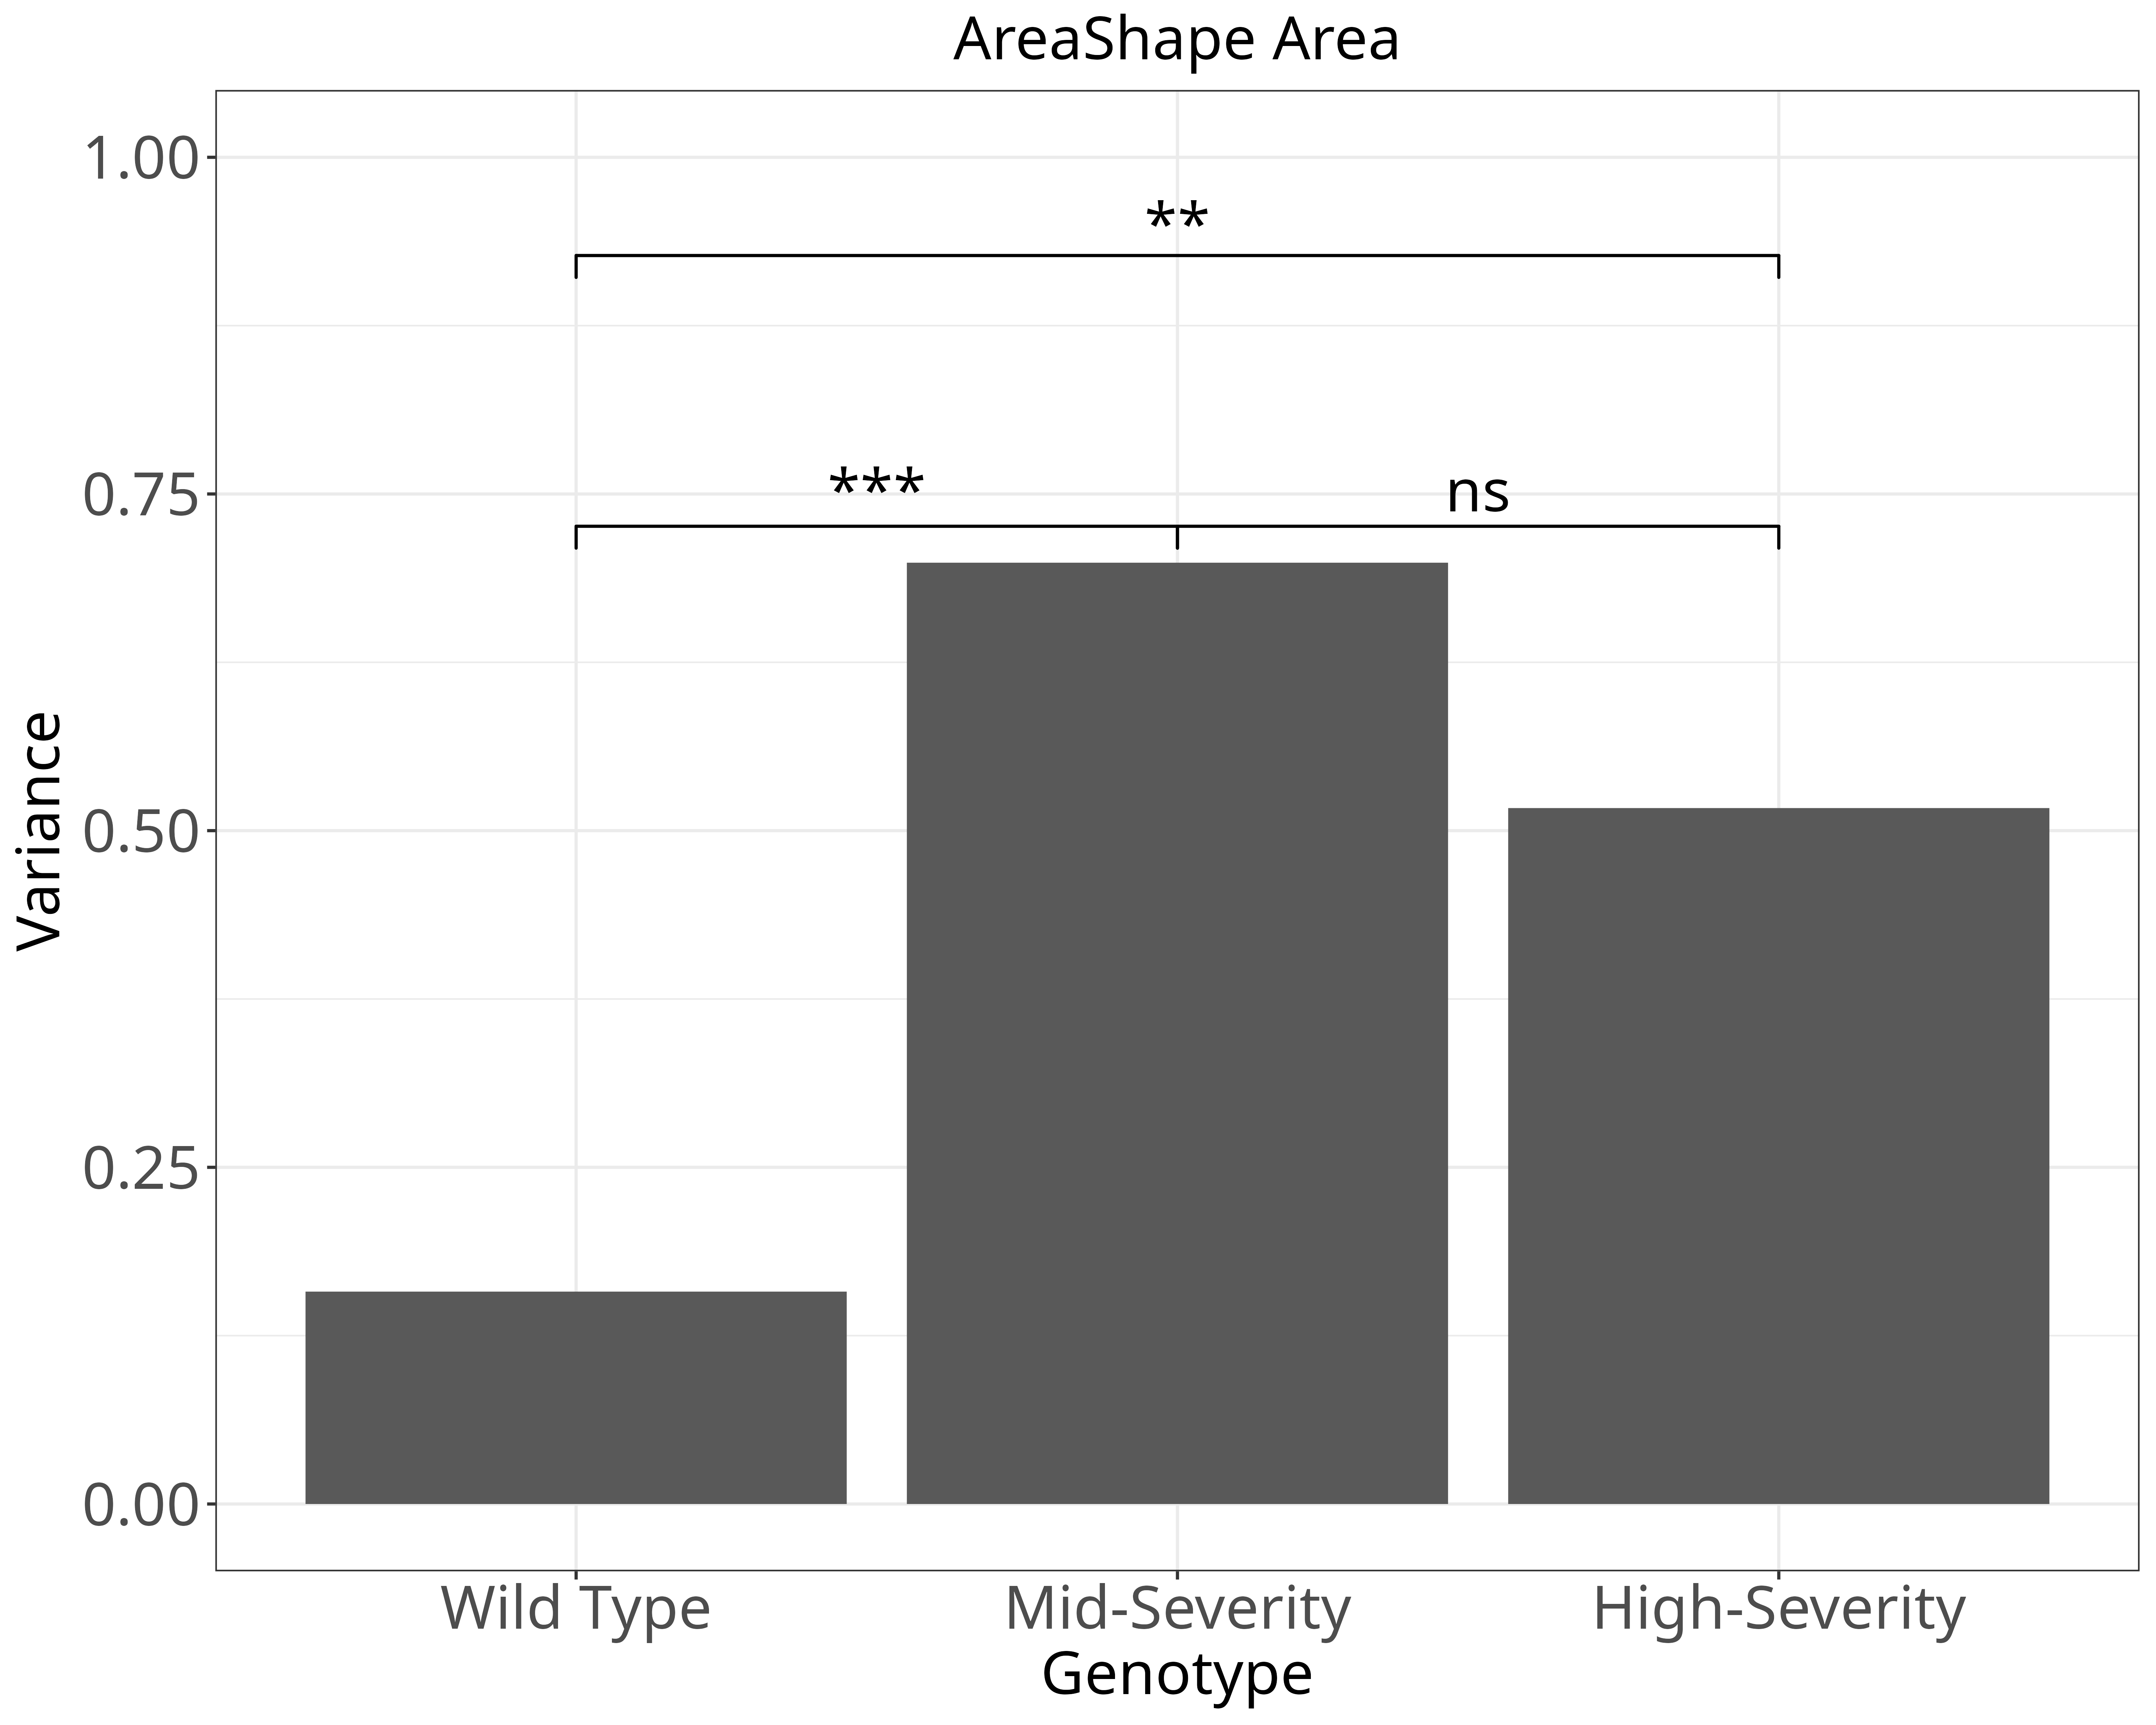 AreaShape Area
1.00
**
0.75
***
ns
Variance
0.50
0.25
0.00
Wild Type Mid-Severity High-Severity
Genotype